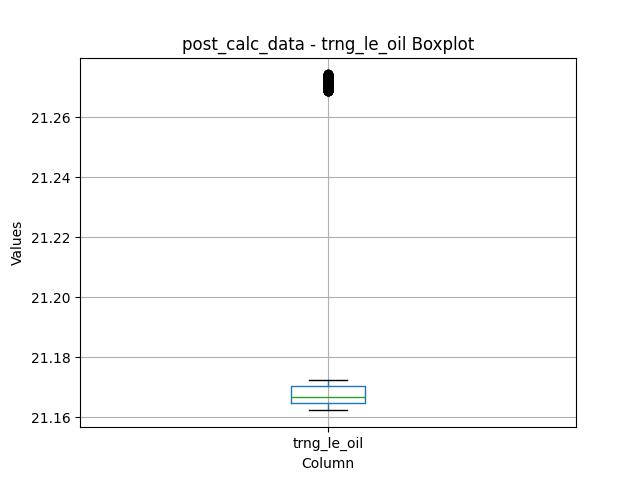 post_calc_data - trng_le_oil Boxplot
21.26
21.24
21.22
21.20
21.18
21.16
Values
trng_le_oil
Column